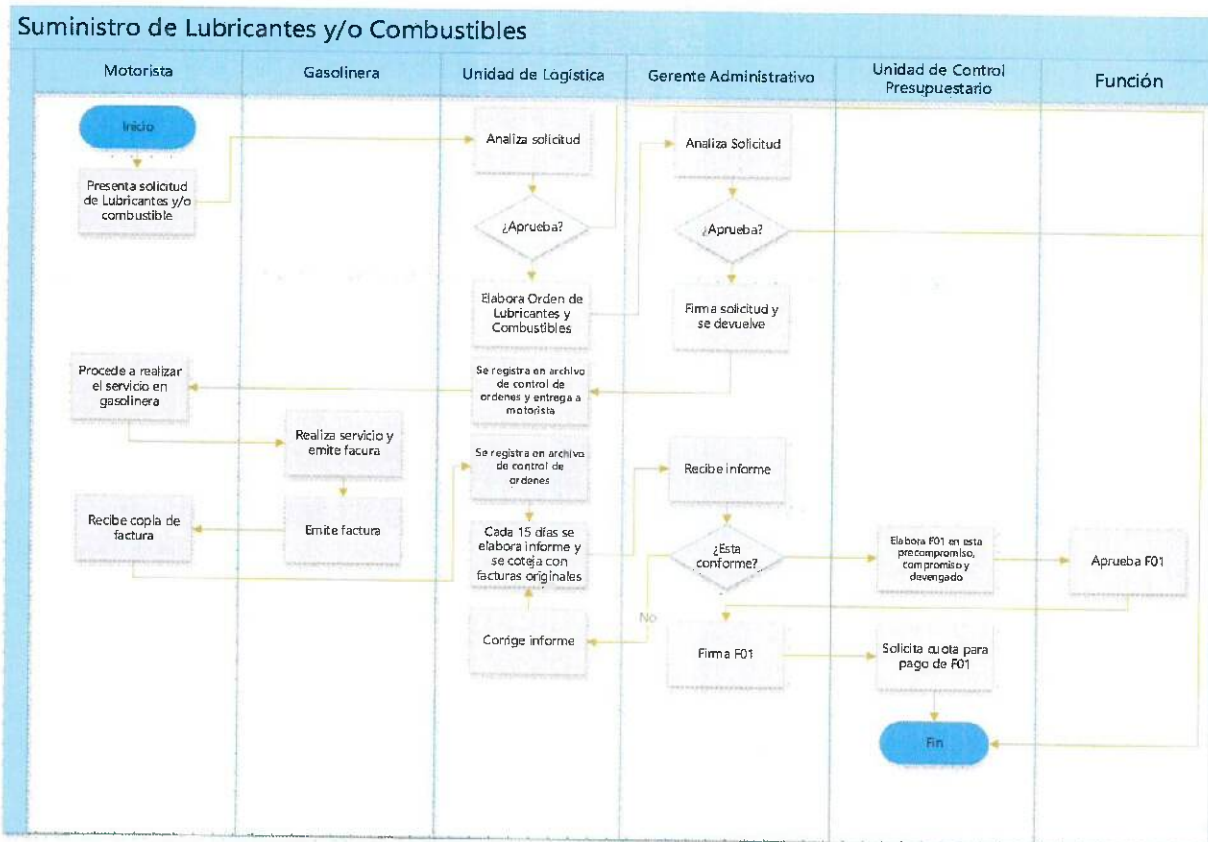 Suministro de Lubricantes y/o Combustibles
Motorista
Gasolinera
Unidad de Logística
Gerente Administrativo
Unidad de Control
Presupuestario
Función
Inicio
Presenta solicitud
de Lubricantes y/o
combustible
Analiza solicitud
¿Aprueba?
Elabora Orden de
Lubricantes y
Combustibles
Analiza Solicitud
¿Aprueba?
Firma solicitud y
se devuelve
Se registra en archivo
de control de
ordenes y entrega a
motorista
Procede a realizar
el servicio en
gasolinera
Realiza servicio y
emite facura
Emite factura
Recibe copia de
factura
Se registra en archivo
de control de
ordenes
Cada 15 días se
elabora informe y
se coteja con
facturas originales
Corrige informe
Recibe informe
¿Esta
conforme?
No
Elabora F01 en esta
precompromiso,
compromiso y
devengado
Aprueba F01
Firma F01
Solicita cuota para
pago de F01
Fin